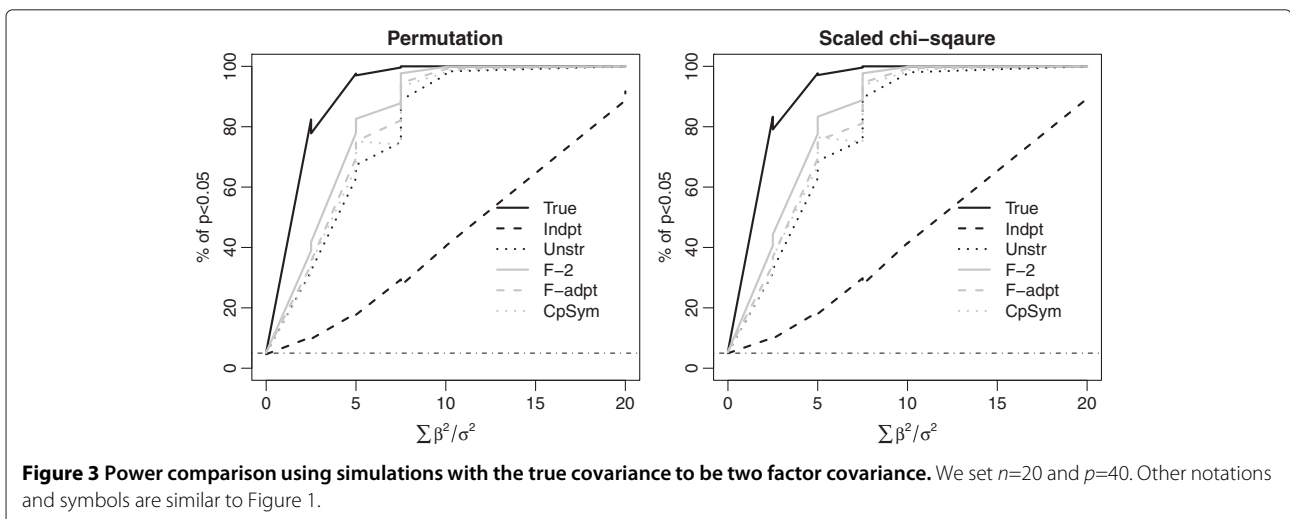 Permutation
Scaled chi-sqaure
% of p<0.05
100
80
60
40
20
0
True
Indpt
Unstr
F−2
F−adpt
CpSym
0 5 10 15 20
∑ β²/σ²
% of p<0.05
100
80
60
40
20
0
True
Indpt
Unstr
F−2
F−adpt
CpSym
0 5 10 15 20
∑ β²/σ²
Figure 3 Power comparison using simulations with the true covariance to be two factor covariance. We set n=20 and p=40. Other notations
and symbols are similar to Figure 1.